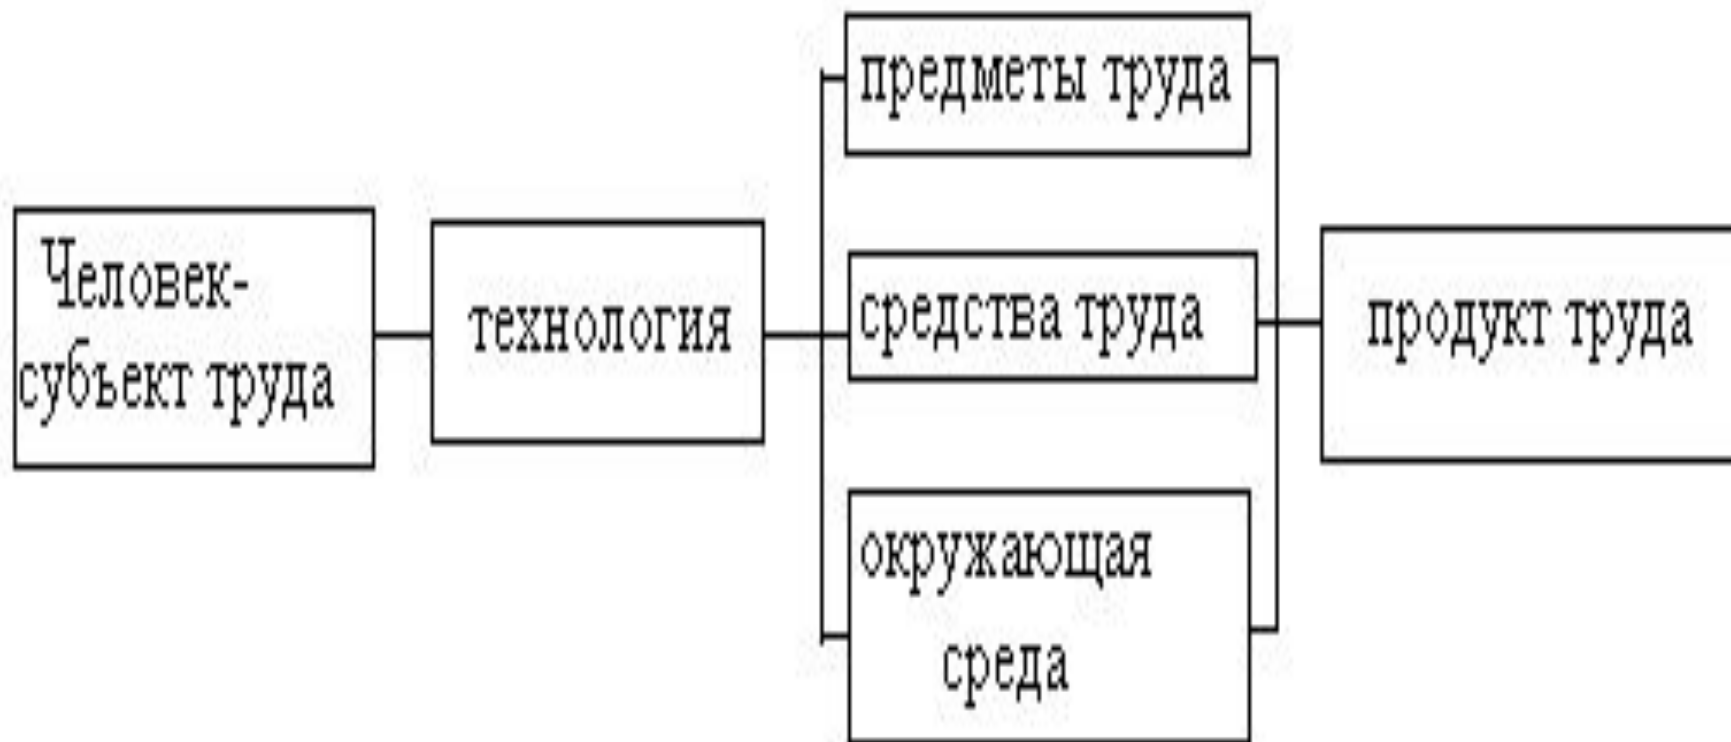 Человек-
субъект труда
технология
предметы труда
средства труда
окружающая
среда
продукт труда